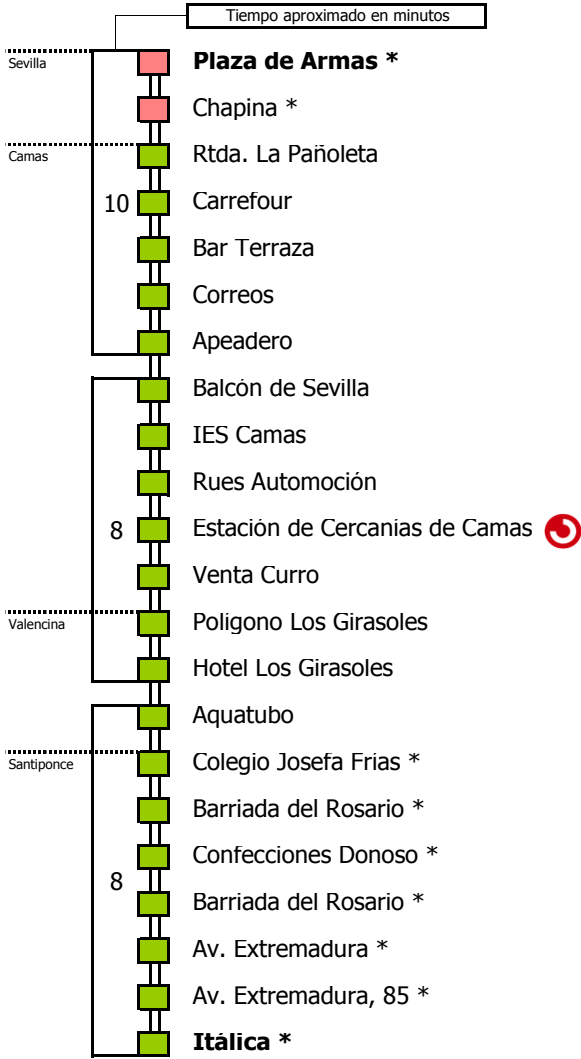 Tiempo aproximado en minutos
Sevilla
Plaza de Armas *
Chapina *
Camas
Rtda. La Pañoleta
10
Carrefour
Bar Terraza
Correos
Apeadero
Balcón de Sevilla
IES Camas
Rues Automoción
8
Estación de Cercanias de Camas
Venta Curro
Valencina
Poligono Los Girasoles
Hotel Los Girasoles
Aquatubo
Santiponce
Colegio Josefa Frias *
Barriada del Rosario *
Confecciones Donoso *
8
Barriada del Rosario *
Av. Extremadura *
Av. Extremadura, 85 *
Itálica *